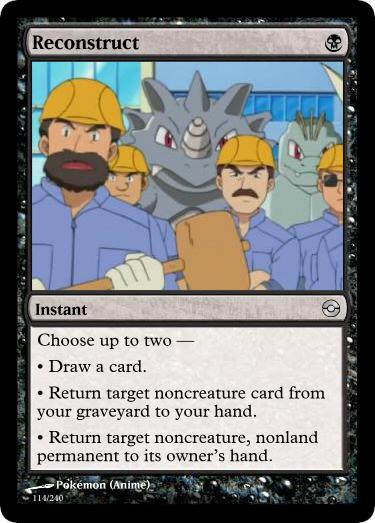 Reconstruct
Instant
Choose up to two —
• Draw a card.
• Return target noncreature card from
your graveyard to your hand.
• Return target noncreature, nonland
permanent to its owner's hand.
Pokémon (Anime)
114/240